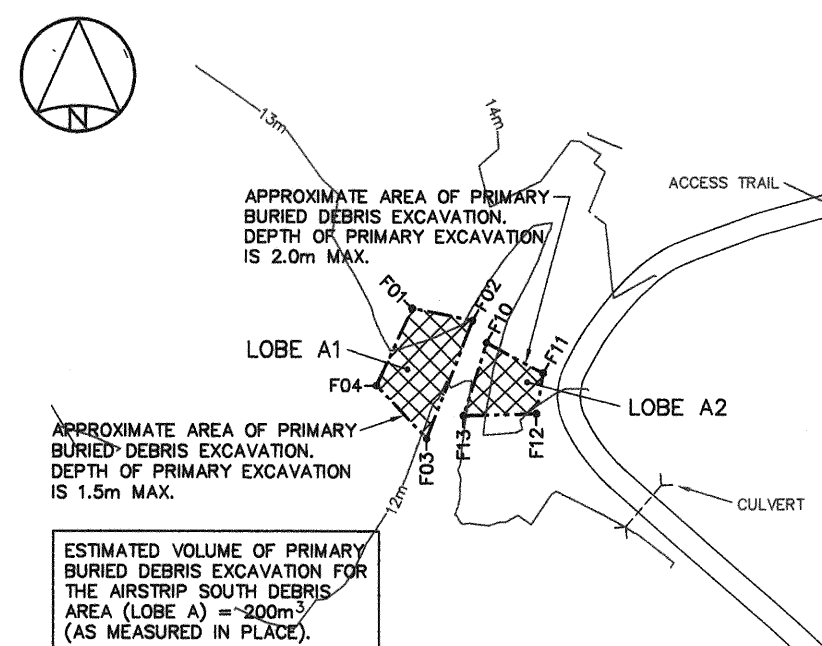 N
13m
14m
ACCESS TRAIL
APPROXIMATE AREA OF PRIMARY
BURIED DEBRIS EXCAVATION.
DEPTH OF PRIMARY EXCAVATION
IS 2.0m MAX.
F01
F02
F10
F11
LOBE A1
F04
LOBE A2
F03
F13
F12
APPROXIMATE AREA OF PRIMARY
BURIED DEBRIS EXCAVATION.
DEPTH OF PRIMARY EXCAVATION
IS 1.5m MAX.
12m
CULVERT
ESTIMATED VOLUME OF PRIMARY
BURIED DEBRIS EXCAVATION FOR
THE AIRSTRIP SOUTH DEBRIS
AREA (LOBE A) = 200m³
(AS MEASURED IN PLACE).